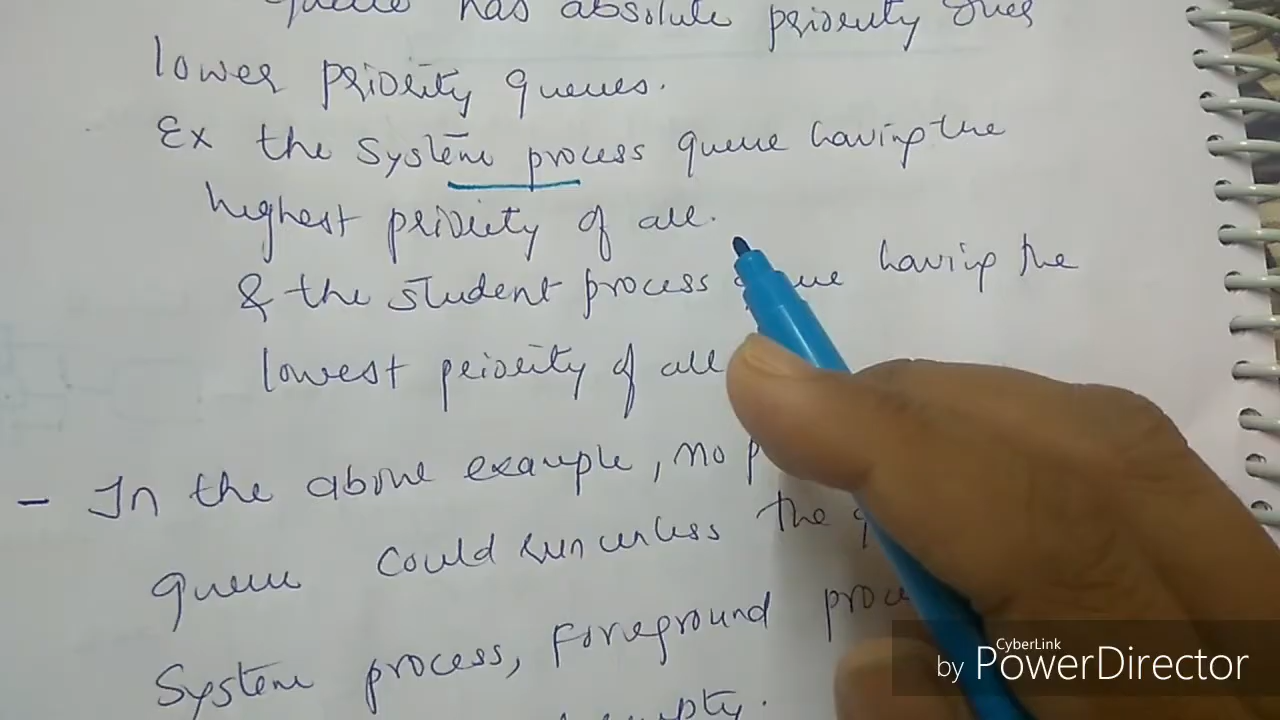 queue has absolute priority over
lower priority queues.
Ex the system process queue having the
highest priority of all.
& the student process queue having the
lowest priority of all
- In the above example, no
queue could run unless the
System process, foreground
empty.
CyberLink
by PowerDirector